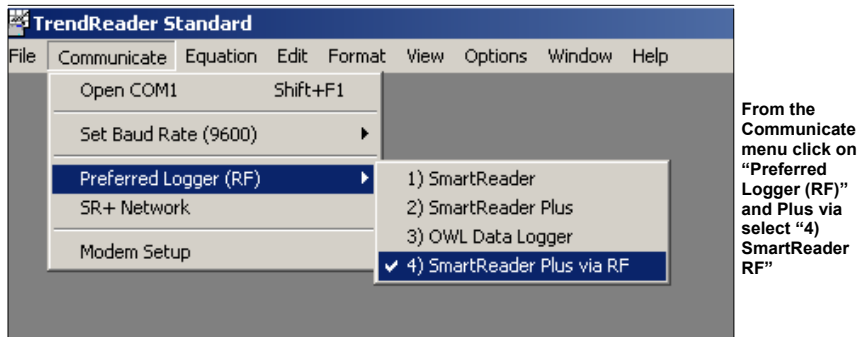 TrendReader Standard
File Communicate Equation Edit Format View Options Window Help
Open COM1 Shift+F1
Set Baud Rate (9600)
Preferred Logger (RF)
SR+ Network
Modem Setup
1) SmartReader
2) SmartReader Plus
3) OWL Data Logger
4) SmartReader Plus via RF
From the
Communicate
menu click on
“Preferred
Logger (RF)”
and Plus via
select “4)
SmartReader
RF”